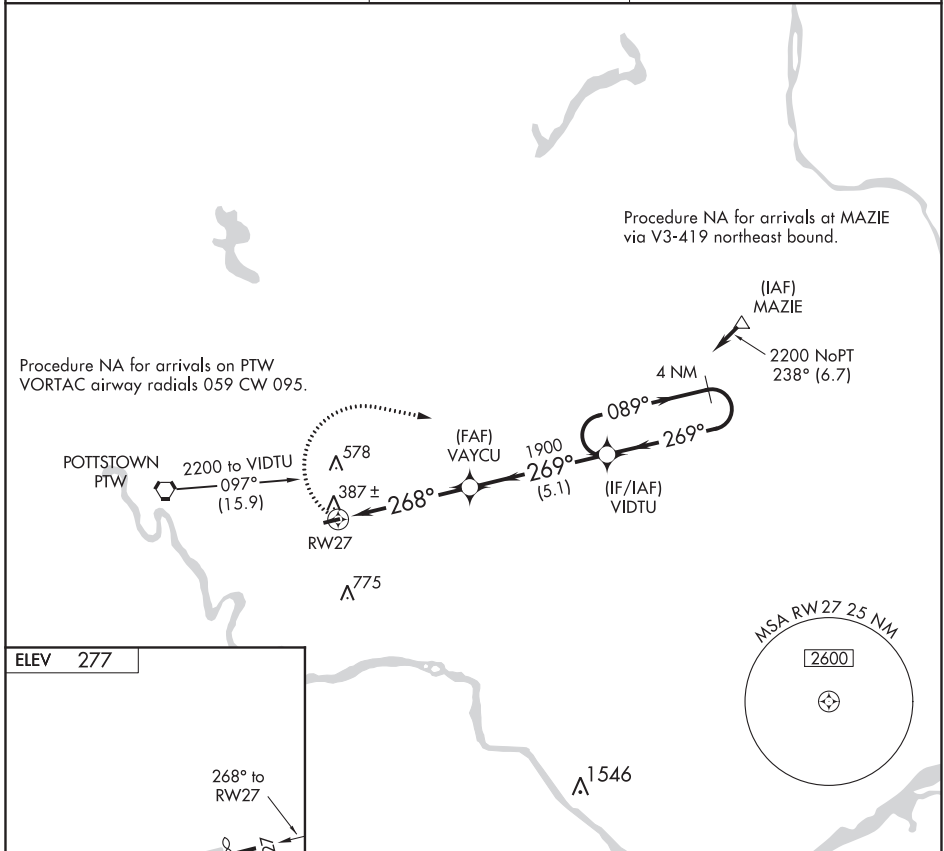 Procedure NA for arrivals at MAZIE
via V3-419 northeast bound.
(IAF)
MAZIE
2200 NoPT
238° (6.7)
4 NM
089°
269°
Procedure NA for arrivals on PTW
VORTAC airway radials 059 CW 095.
POTTSTOWN
PTW
2200 to VIDTU
097°
(15.9)
578
387 ±
(FAF)
VAYCU
1900
269°
(5.1)
(IF/IAF)
VIDTU
268°
RW27
775
MSA RW27 25 NM
2600
ELEV 277
268° to
RW27
27
1546